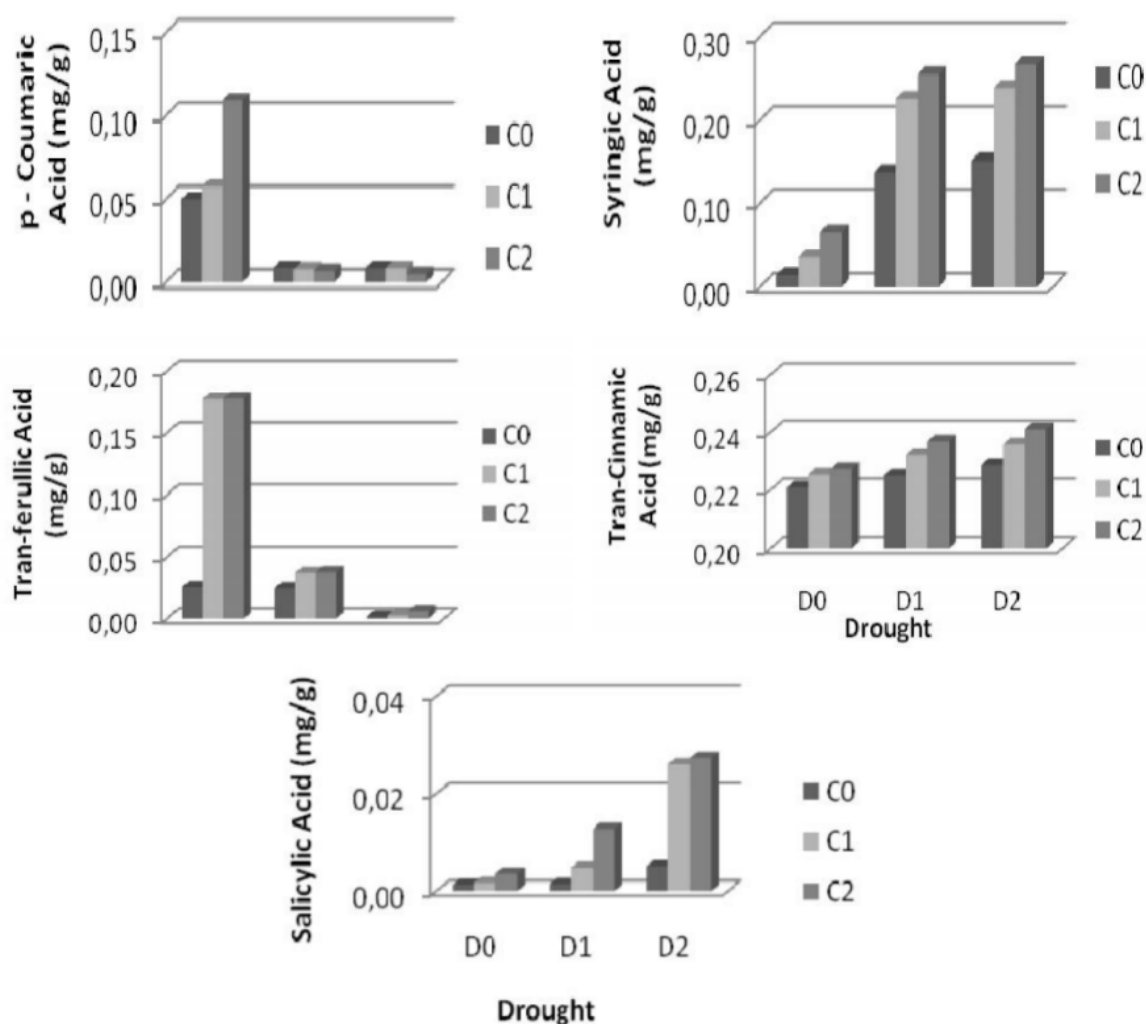 p - Coumaric
Acid (mg/g)
0,15
0,10
0,05
0,00
C0
C1
C2
Syringic Acid
(mg/g)
0,30
0,20
0,10
0,00
C0
C1
C2
Tran-ferullic Acid
(mg/g)
0,20
0,15
0,10
0,05
0,00
C0
C1
C2
Tran-Cinnamic
Acid (mg/g)
0,26
0,24
0,22
0,20
C0
C1
C2
D0 D1 D2
Drought
Salicylic Acid (mg/g)
0,04
0,02
0,00
C0
C1
C2
D0 D1 D2
Drought